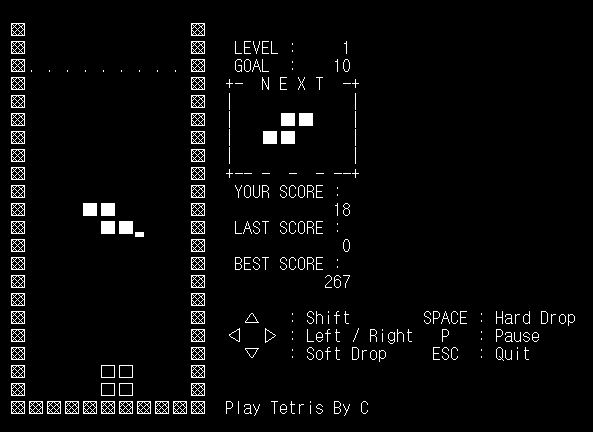 LEVEL : 1
GOAL : 10
N E X T
YOUR SCORE :
18
LAST SCORE :
0
BEST SCORE :
267
△ : Shift SPACE : Hard Drop
◁ ▷ : Left / Right P : Pause
▽ : Soft Drop ESC : Quit
Play Tetris By C